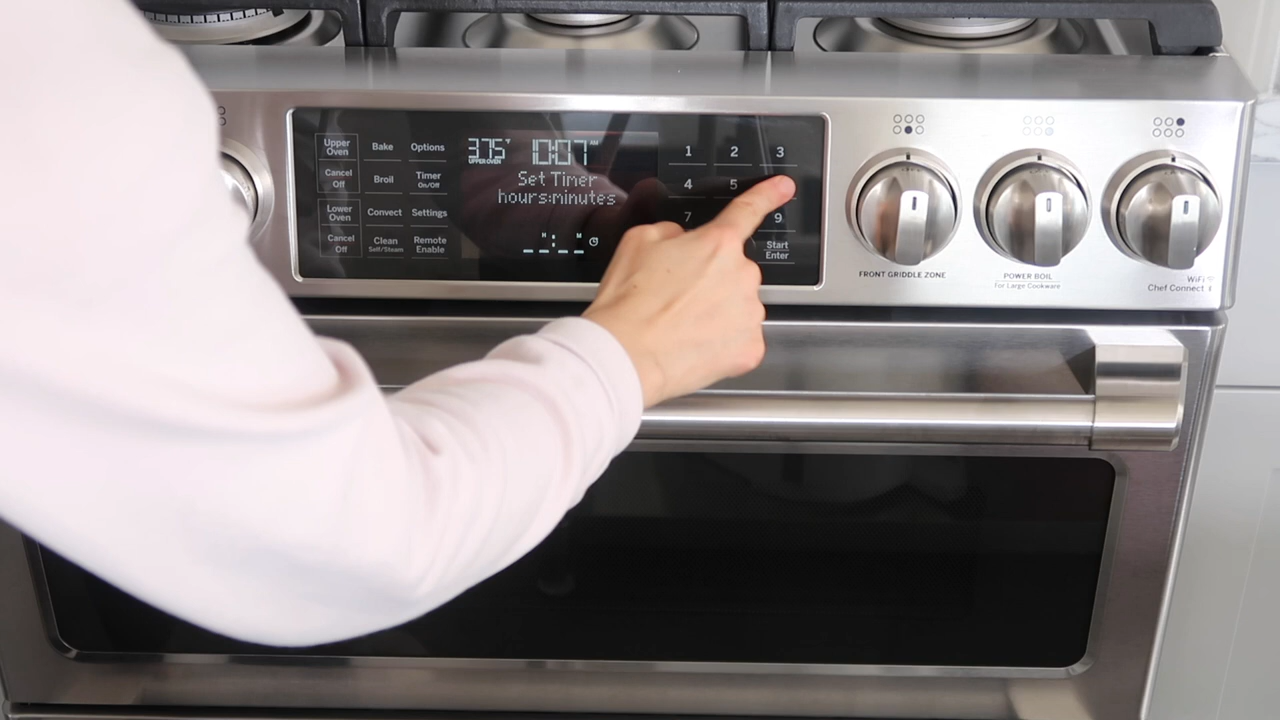 Upper
Oven
Bake
Options
Cancel
Off
Broil
Timer
On/Off
Lower
Oven
Convect
Settings
Cancel
Off
Clean
Self/Steam
Remote
Enable
375°F
UPPER OVEN
10:07 AM
Set Timer
hours:minutes
H M
_ _ : _ _
1 2 3
4 5
7 9
Start
Enter
FRONT GRIDDLE ZONE
POWER BOIL
For Large Cookware
WiFi
Chef Connect